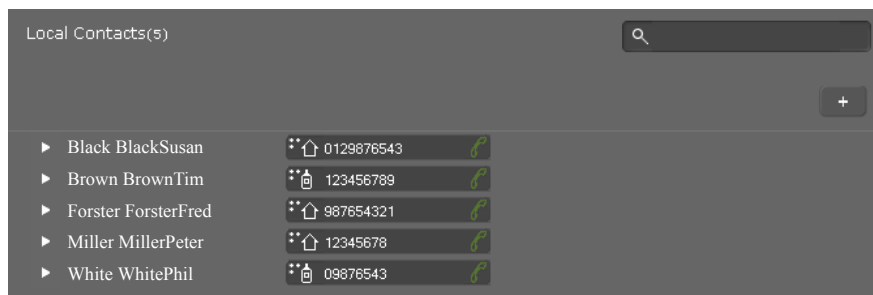 Local Contacts(5)
+
Black BlackSusan 0129876543
Brown BrownTim 123456789
Forster ForsterFred 987654321
Miller MillerPeter 12345678
White WhitePhil 09876543